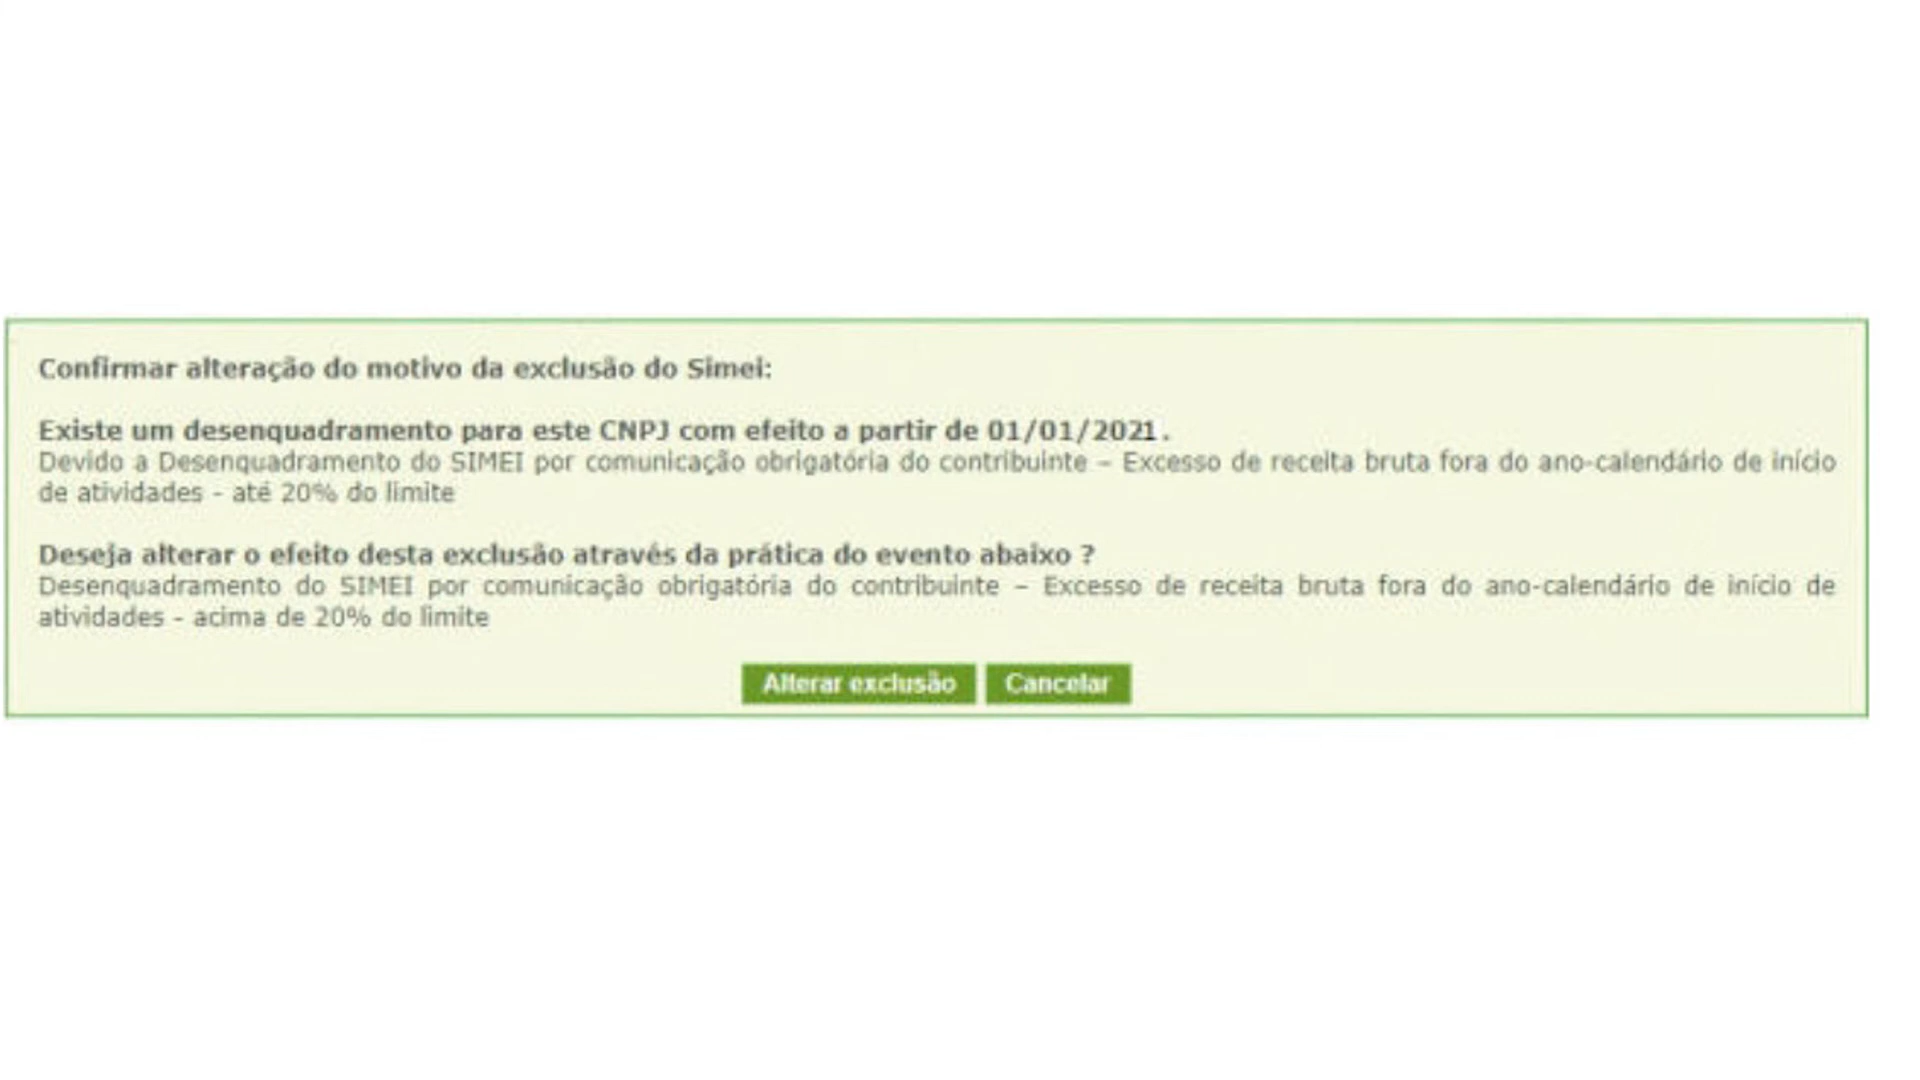 Confirmar alteração do motivo da exclusão do Simei:
Existe um desenquadramento para este CNPJ com efeito a partir de 01/01/2021.
Devido a Desenquadramento do SIMEI por comunicação obrigatória do contribuinte – Excesso de receita bruta fora do ano-calendário de início
de atividades - até 20% do limite
Deseja alterar o efeito desta exclusão através da prática do evento abaixo ?
Desenquadramento do SIMEI por comunicação obrigatória do contribuinte – Excesso de receita bruta fora do ano-calendário de início de
atividades - acima de 20% do limite
Alterar exclusão Cancelar